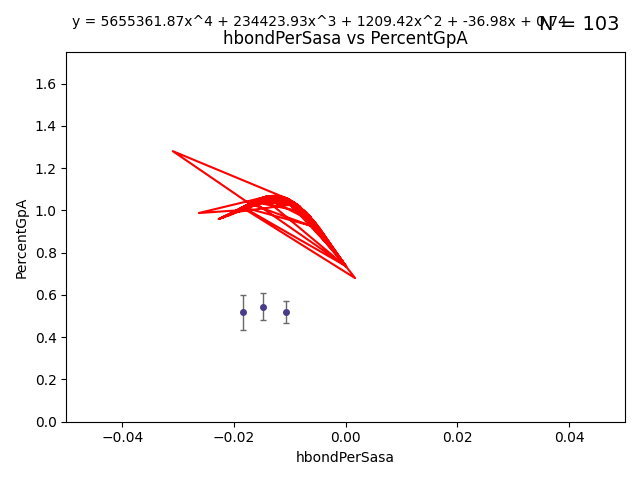 y = 5655361.87x^4 + 234423.93x^3 + 1209.42x^2 + -36.98x + 0.74
N = 103
hbondPerSasa vs PercentGpA
1.6
1.4
1.2
1.0
0.8
0.6
0.4
0.2
0.0
PercentGpA
−0.04 −0.02 0.00 0.02 0.04
hbondPerSasa